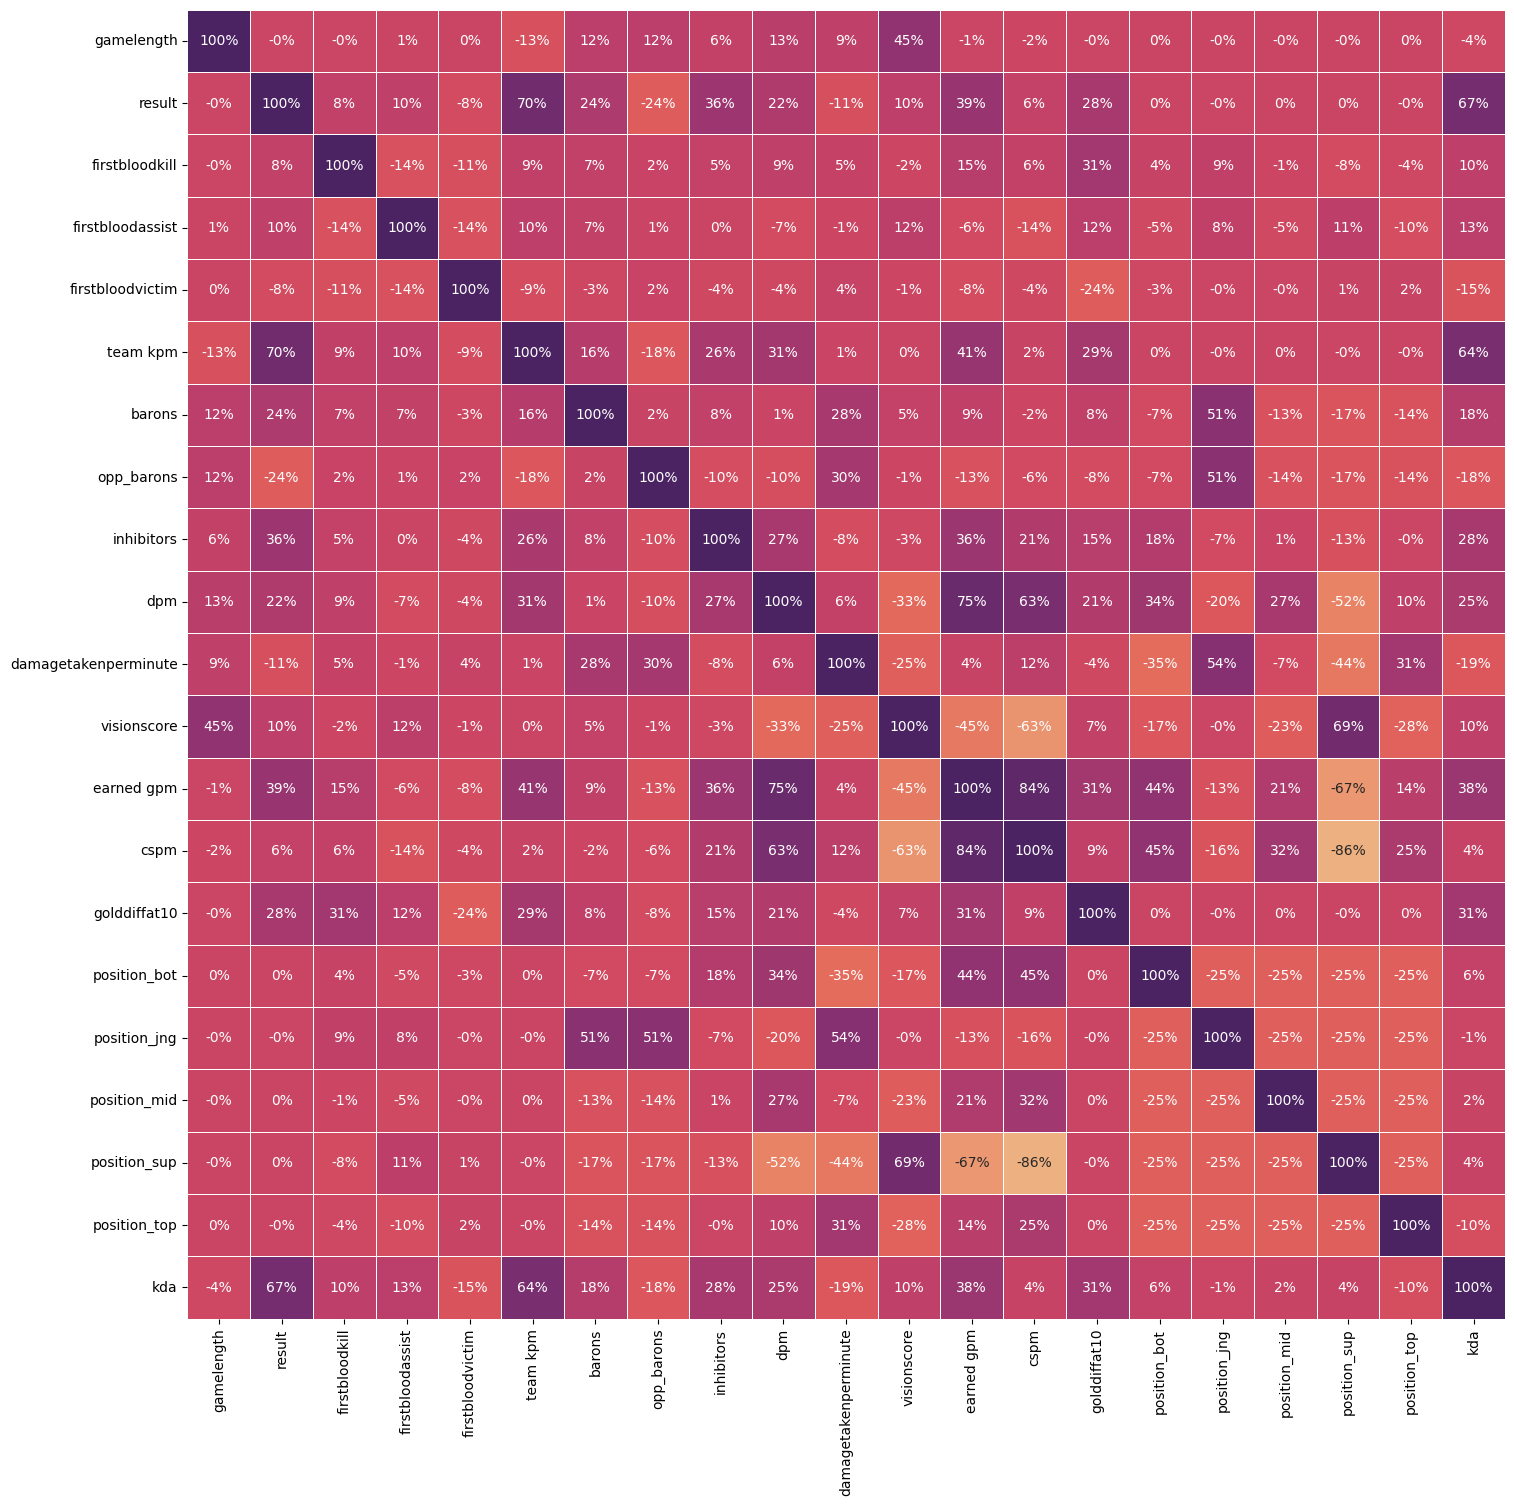 gamelength 100% -0% -0% 1% 0% -13% 12% 12% 6% 13% 9% 45% -1% -2% -0% 0% -0% -0% -0% 0% -4%
result -0% 100% 8% 10% -8% 70% 24% -24% 36% 22% -11% 10% 39% 6% 28% 0% -0% 0% 0% -0% 67%
firstbloodkill -0% 8% 100% -14% -11% 9% 7% 2% 5% 9% 5% -2% 15% 6% 31% 4% 9% -1% -8% -4% 10%
firstbloodassist 1% 10% -14% 100% -14% 10% 7% 1% 0% -7% -1% 12% -6% -14% 12% -5% 8% -5% 11% -10% 13%
firstbloodvictim 0% -8% -11% -14% 100% -9% -3% 2% -4% -4% 4% -1% -8% -4% -24% -3% -0% -0% 1% 2% -15%
team kpm -13% 70% 9% 10% -9% 100% 16% -18% 26% 31% 1% 0% 41% 2% 29% 0% -0% 0% -0% -0% 64%
barons 12% 24% 7% 7% -3% 16% 100% 2% 8% 1% 28% 5% 9% -2% 8% -7% 51% -13% -17% -14% 18%
opp_barons 12% -24% 2% 1% 2% -18% 2% 100% -10% -10% 30% -1% -13% -6% -8% -7% 51% -14% -17% -14% -18%
inhibitors 6% 36% 5% 0% -4% 26% 8% -10% 100% 27% -8% -3% 36% 21% 15% 18% -7% 1% -13% -0% 28%
dpm 13% 22% 9% -7% -4% 31% 1% -10% 27% 100% 6% -33% 75% 63% 21% 34% -20% 27% -52% 10% 25%
damagetakenperminute 9% -11% 5% -1% 4% 1% 28% 30% -8% 6% 100% -25% 4% 12% -4% -35% 54% -7% -44% 31% -19%
visionscore 45% 10% -2% 12% -1% 0% 5% -1% -3% -33% -25% 100% -45% -63% 7% -17% -0% -23% 69% -28% 10%
earned gpm -1% 39% 15% -6% -8% 41% 9% -13% 36% 75% 4% -45% 100% 84% 31% 44% -13% 21% -67% 14% 38%
cspm -2% 6% 6% -14% -4% 2% -2% -6% 21% 63% 12% -63% 84% 100% 9% 45% -16% 32% -86% 25% 4%
golddiffat10 -0% 28% 31% 12% -24% 29% 8% -8% 15% 21% -4% 7% 31% 9% 100% 0% -0% 0% -0% 0% 31%
position_bot 0% 0% 4% -5% -3% 0% -7% -7% 18% 34% -35% -17% 44% 45% 0% 100% -25% -25% -25% -25% 6%
position_jng -0% -0% 9% 8% -0% -0% 51% 51% -7% -20% 54% -0% -13% -16% -0% -25% 100% -25% -25% -25% -1%
position_mid -0% 0% -1% -5% -0% 0% -13% -14% 1% 27% -7% -23% 21% 32% 0% -25% -25% 100% -25% -25% 2%
position_sup -0% 0% -8% 11% 1% -0% -17% -17% -13% -52% -44% 69% -67% -86% -0% -25% -25% -25% 100% -25% 4%
position_top 0% -0% -4% -10% 2% -0% -14% -14% -0% 10% 31% -28% 14% 25% 0% -25% -25% -25% -25% 100% -10%
kda -4% 67% 10% 13% -15% 64% 18% -18% 28% 25% -19% 10% 38% 4% 31% 6% -1% 2% 4% -10% 100%
gamelength result firstbloodkill firstbloodassist firstbloodvictim team kpm barons opp_barons inhibitors dpm damagetakenperminute visionscore earned gpm cspm golddiffat10 position_bot position_jng position_mid position_sup position_top kda